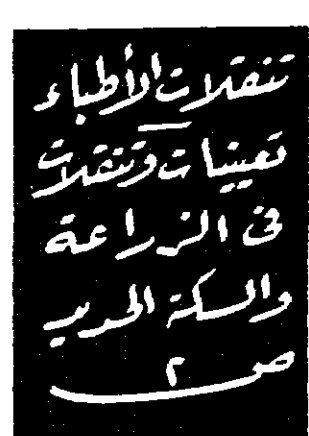 تنقلات الأطباء
تعيينات وتنقلات
فى الزراعة
والسكة الحديد
ص ٢